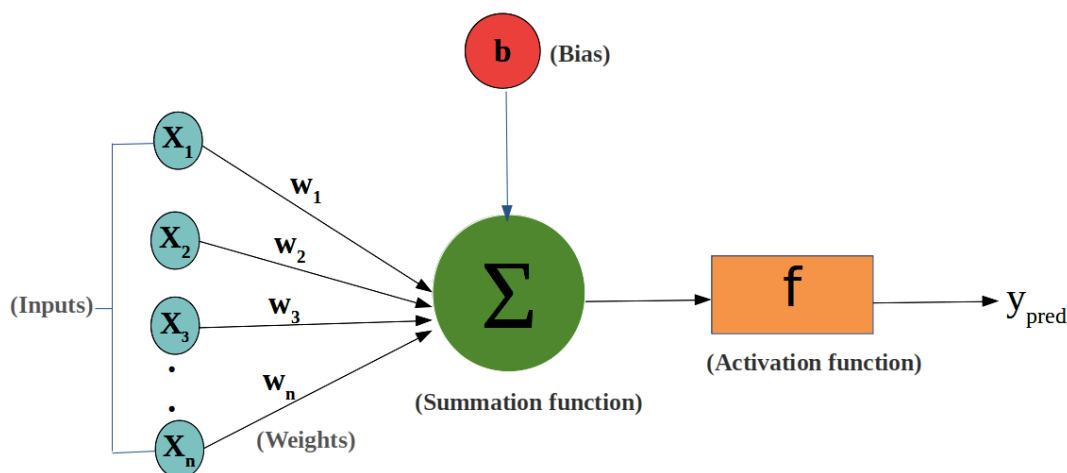 b (Bias)
X1
w1
X2
w2
(Inputs)
X3
w3
Σ
f
ypred
(Activation function)
wn
(Summation function)
(Weights)
Xn